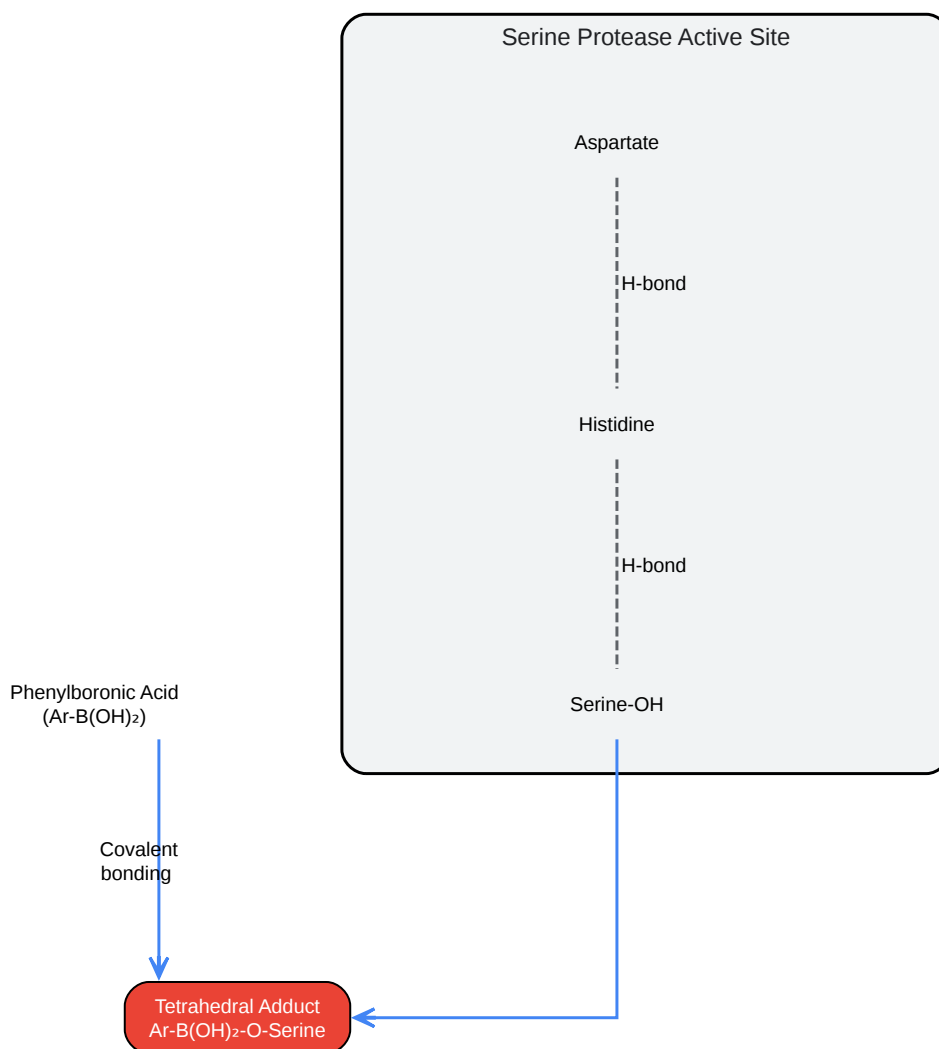 Serine Protease Active Site
Aspartate
H-bond
Histidine
H-bond
Phenylboronic Acid
(Ar-B(OH)₂)
Serine-OH
Covalent
bonding
Tetrahedral Adduct
Ar-B(OH)₂-O-Serine